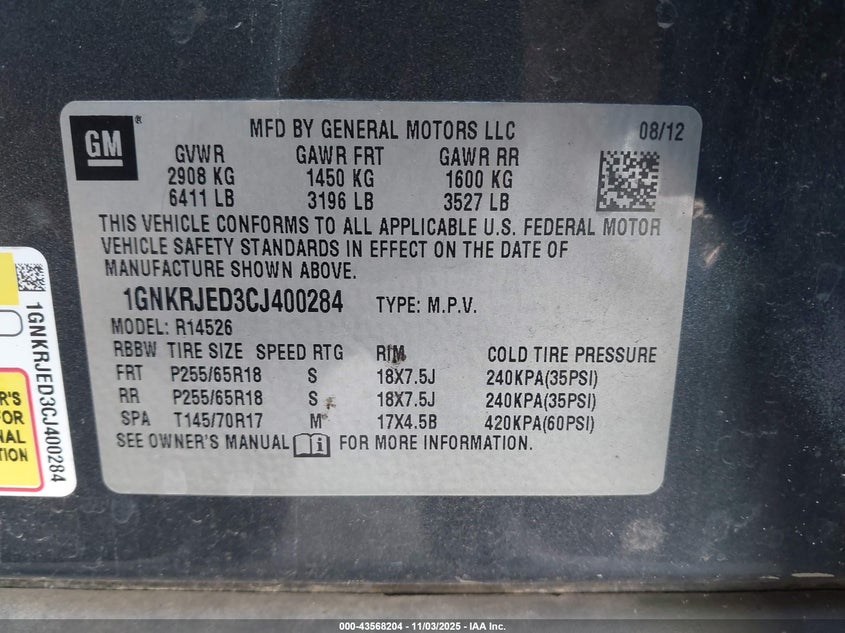 GM
MFD BY GENERAL MOTORS LLC 08/12
GVWR GAWR FRT GAWR RR
2908 KG 1450 KG 1600 KG
6411 LB 3196 LB 3527 LB
THIS VEHICLE CONFORMS TO ALL APPLICABLE U.S. FEDERAL MOTOR
VEHICLE SAFETY STANDARDS IN EFFECT ON THE DATE OF
MANUFACTURE SHOWN ABOVE.
1GNKRJED3CJ400284 TYPE: M.P.V.
MODEL: R14526
RBBW TIRE SIZE SPEED RTG RIM COLD TIRE PRESSURE
FRT P255/65R18 S 18X7.5J 240KPA(35PSI)
RR P255/65R18 S 18X7.5J 240KPA(35PSI)
SPA T145/70R17 M 17X4.5B 420KPA(60PSI)
SEE OWNER'S MANUAL FOR MORE INFORMATION.
1GNKRJED3CJ400284
R'S
FOR
NAL
TION
000-43568204 - 11/03/2025 - IAA Inc.